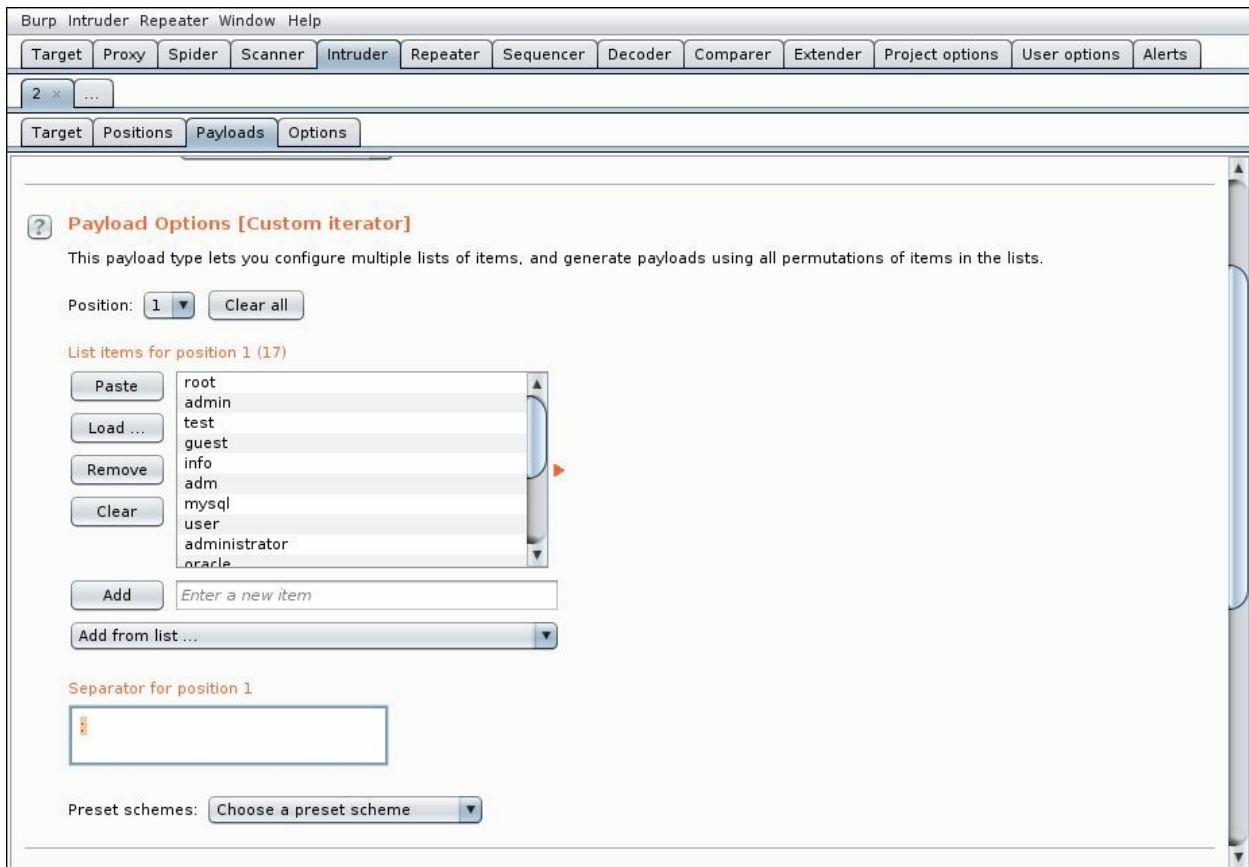 Burp Intruder Repeater Window Help
Target Proxy Spider Scanner Intruder Repeater Sequencer Decoder Comparer Extender Project options User options Alerts
2 × ...
Target Positions Payloads Options
? Payload Options [Custom iterator]
This payload type lets you configure multiple lists of items, and generate payloads using all permutations of items in the lists.
Position: 1 Clear all
List items for position 1 (17)
Paste
Load ...
Remove
Clear
root
admin
test
guest
info
adm
mysql
user
administrator
oracle
Add Enter a new item
Add from list ...
Separator for position 1
:
Preset schemes: Choose a preset scheme